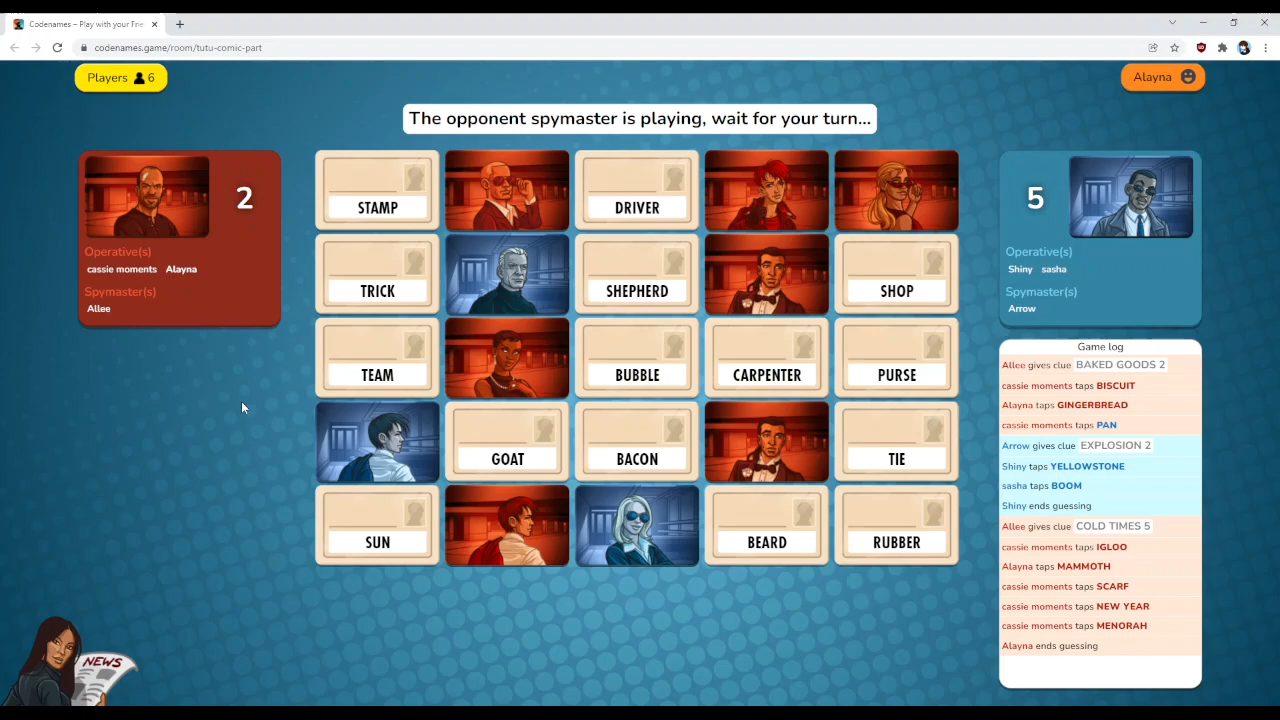 Codenames – Play with your Frie
codenames.game/room/tutu-comic-part
Players 6
Alayna
The opponent spymaster is playing, wait for your turn...
2
Operative(s)
cassie moments Alayna
Spymaster(s)
Allee
STAMP
DRIVER
TRICK
SHEPHERD
SHOP
TEAM
BUBBLE
CARPENTER
PURSE
GOAT
BACON
TIE
SUN
BEARD
RUBBER
5
Operative(s)
Shiny sasha
Spymaster(s)
Arrow
Game log
Allee gives clue BAKED GOODS 2
cassie moments taps BISCUIT
Alayna taps GINGERBREAD
cassie moments taps PAN
Arrow gives clue EXPLOSION 2
Shiny taps YELLOWSTONE
sasha taps BOOM
Shiny ends guessing
Allee gives clue COLD TIMES 5
cassie moments taps IGLOO
Alayna taps MAMMOTH
cassie moments taps SCARF
cassie moments taps NEW YEAR
cassie moments taps MENORAH
Alayna ends guessing
NEWS